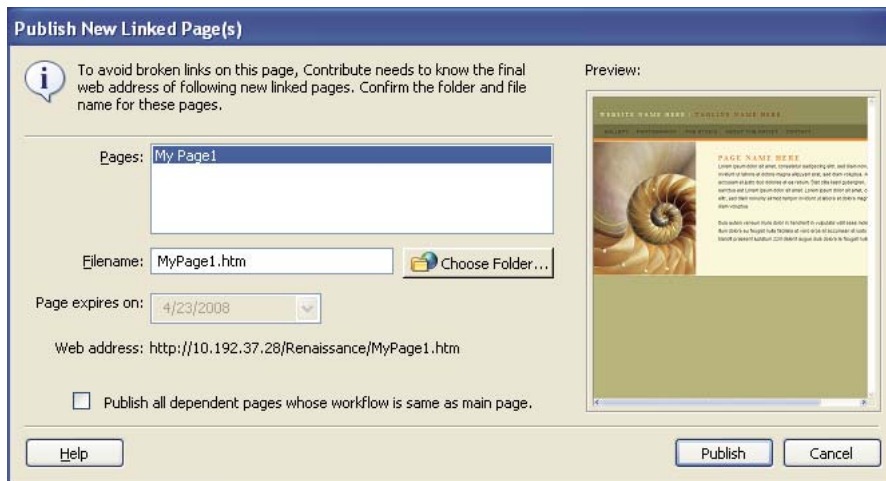 Publish New Linked Page(s)
To avoid broken links on this page, Contribute needs to know the final
web address of following new linked pages. Confirm the folder and file
name for these pages.
Pages:
My Page1
Filename: MyPage1.htm
Choose Folder...
Page expires on: 4/23/2008
Web address: http://10.192.37.28/Renaissance/MyPage1.htm
Publish all dependent pages whose workflow is same as main page.
Help
Preview:
WEBSITE NAME HERE | TAGLINE NAME HERE
PAGE NAME HERE
Publish
Cancel